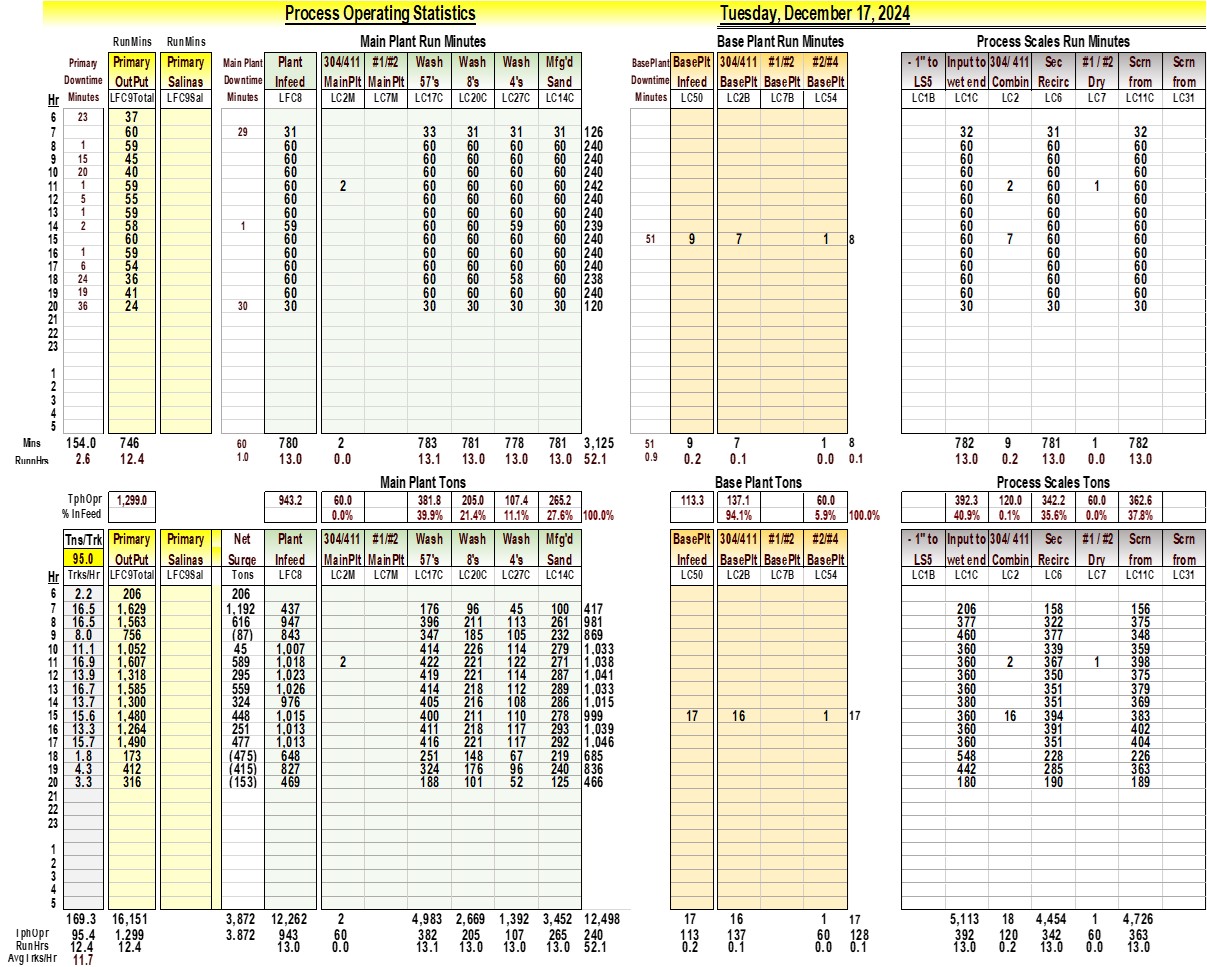 Process Operating Statistics Tuesday, December 17, 2024
RunMins RunMins Main Plant Run Minutes Base Plant Run Minutes Process Scales Run Minutes
Primary Primary Primary Main Plant Plant 304/411 #1/#2 Wash Wash Wash Mfg'd BasePlant BasePlt 304/411 #1/#2 #2/#4 - 1" to Input to 304/ 411 Sec #1 / #2 Scrn Scrn
Downtime OutPut Salinas Downtime Infeed MainPlt MainPlt 57's 8's 4's Sand Downtime Infeed BasePlt BasePlt BasePlt LS5 wet end Combin Recirc Dry from from
Hr Minutes LFC9Total LFC9Sal Minutes LFC8 LC2M LC7M LC17C LC20C LC27C LC14C Minutes LC50 LC2B LC7B LC54 LC1B LC1C LC2 LC6 LC7 LC11C LC31
6 23 37
7 60 29 31 33 31 31 31 126 32 31 32
8 1 59 60 60 60 60 60 240 60 60 60
9 15 45 60 60 60 60 60 240 60 60 60
10 20 40 60 60 60 60 60 240 60 60 60
11 1 59 60 2 60 60 60 60 242 60 2 60 1 60
12 5 55 60 60 60 60 60 240 60 60 60
13 1 59 60 60 60 60 60 240 60 60 60
14 2 58 1 59 60 60 59 60 239 60 60 60
15 60 60 60 60 60 60 240 51 9 7 1 8 60 7 60 60
16 1 59 60 60 60 60 60 240 60 60 60
17 6 54 60 60 60 60 60 240 60 60 60
18 24 36 60 60 60 58 60 238 60 60 60
19 19 41 60 60 60 60 60 240 60 60 60
20 36 24 30 30 30 30 30 30 120 30 30 30
21
22
23
1
2
3
4
5
Mins 154.0 746 60 780 2 783 781 778 781 3,125 51 9 7 1 8 782 9 781 1 782
RunnHrs 2.6 12.4 1.0 13.0 0.0 13.1 13.0 13.0 13.0 52.1 0.9 0.2 0.1 0.0 0.1 13.0 0.2 13.0 0.0 13.0
Main Plant Tons Base Plant Tons Process Scales Tons
TphOpr 1,299.0 943.2 60.0 381.8 205.0 107.4 265.2 113.3 137.1 60.0 392.3 120.0 342.2 60.0 362.6
% InFeed 0.0% 39.9% 21.4% 11.1% 27.6% 100.0% 94.1% 5.9% 100.0% 40.9% 0.1% 35.6% 0.0% 37.8%
Tns/Trk Primary Primary Net Plant 304/411 #1/#2 Wash Wash Wash Mfg'd BasePlt 304/411 #1/#2 #2/#4 - 1" to Input to 304/ 411 Sec #1 / #2 Scrn Scrn
95.0 OutPut Salinas Surge Infeed MainPlt MainPlt 57's 8's 4's Sand Infeed BasePlt BasePlt BasePlt LS5 wet end Combin Recirc Dry from from
Hr Trks/Hr LFC9Total LFC9Sal Tons LFC8 LC2M LC7M LC17C LC20C LC27C LC14C LC50 LC2B LC7B LC54 LC1B LC1C LC2 LC6 LC7 LC11C LC31
6 2.2 206 206
7 16.5 1,629 1,192 437 176 96 45 100 417 206 158 156
8 16.5 1,563 616 947 396 211 113 261 981 377 322 375
9 8.0 756 (87) 843 347 185 105 232 869 460 377 348
10 11.1 1,052 45 1,007 414 226 114 279 1,033 360 339 359
11 16.9 1,607 589 1,018 2 422 221 122 271 1,038 360 2 367 1 398
12 13.9 1,318 295 1,023 419 221 114 287 1,041 360 350 375
13 16.7 1,585 559 1,026 414 218 112 289 1,033 360 351 379
14 13.7 1,300 324 976 405 216 108 286 1,015 380 351 369
15 15.6 1,480 448 1,015 400 211 110 278 999 17 16 1 17 360 16 394 383
16 13.3 1,264 251 1,013 411 218 117 293 1,039 360 391 402
17 15.7 1,490 477 1,013 416 221 117 292 1,046 360 351 404
18 1.8 173 (475) 648 251 148 67 219 685 548 228 226
19 4.3 412 (415) 827 324 176 96 240 836 442 285 363
20 3.3 316 (153) 469 188 101 52 125 466 180 190 189
21
22
23
1
2
3
4
5
169.3 16,151 3,872 12,262 2 4,983 2,669 1,392 3,452 12,498 17 16 1 17 5,113 18 4,454 1 4,726
TphOpr 95.4 1,299 3,872 943 60 382 205 107 265 240 113 137 60 128 392 120 342 60 363
RunHrs 12.4 12.4 13.0 0.0 13.1 13.0 13.0 13.0 52.1 0.2 0.1 0.0 0.1 13.0 0.2 13.0 0.0 13.0
AvgTrks/Hr 11.7